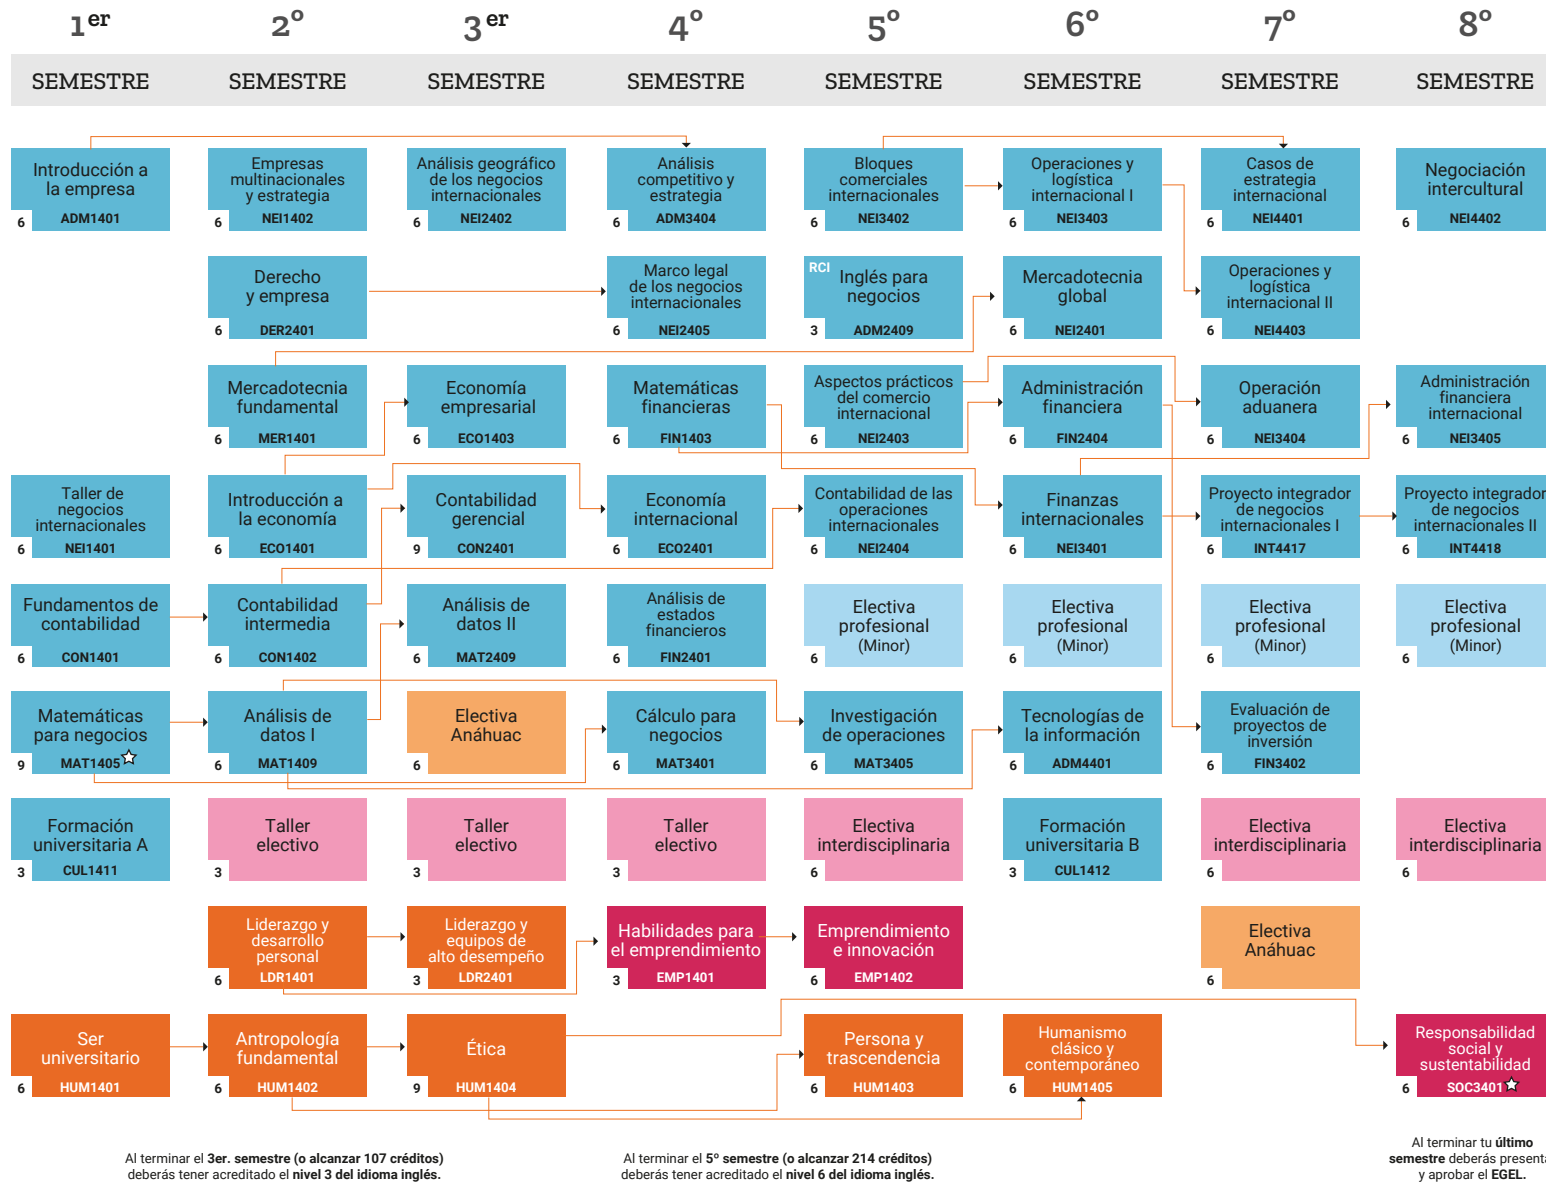 1er 2º 3er 4º 5º 6º 7º 8º
SEMESTRE SEMESTRE SEMESTRE SEMESTRE SEMESTRE SEMESTRE SEMESTRE SEMESTRE
Introducción a
la empresa
6 ADM1401
Empresas
multinacionales
y estrategia
6 NEI1402
Análisis geográfico
de los negocios
internacionales
6 NEI2402
Análisis
competitivo y
estrategia
6 ADM3404
Bloques
comerciales
internacionales
6 NEI3402
Operaciones y
logística
internacional I
6 NEI3403
Casos de
estrategia
internacional
6 NEI4401
Negociación
intercultural
6 NEI4402
Derecho
y empresa
6 DER2401
Marco legal
de los negocios
internacionales
6 NEI2405
RCI
Inglés para
negocios
3 ADM2409
Mercadotecnia
global
6 NEI2401
Operaciones y
logística
internacional II
6 NEI4403
Mercadotecnia
fundamental
6 MER1401
Economía
empresarial
6 ECO1403
Matemáticas
financieras
6 FIN1403
Aspectos prácticos
del comercio
internacional
6 NEI2403
Administración
financiera
6 FIN2404
Operación
aduanera
6 NEI3404
Administración
financiera
internacional
6 NEI3405
Taller de
negocios
internacionales
6 NEI1401
Introducción a
la economía
6 ECO1401
Contabilidad
gerencial
9 CON2401
Economía
internacional
6 ECO2401
Contabilidad de las
operaciones
internacionales
6 NEI2404
Finanzas
internacionales
6 NEI3401
Proyecto integrador
de negocios
internacionales I
6 INT4417
Proyecto integrador
de negocios
internacionales II
6 INT4418
Fundamentos de
contabilidad
6 CON1401
Contabilidad
intermedia
6 CON1402
Análisis de
datos II
6 MAT2409
Análisis de
estados
financieros
6 FIN2401
Electiva
profesional
(Minor)
6
Electiva
profesional
(Minor)
6
Electiva
profesional
(Minor)
6
Electiva
profesional
(Minor)
6
Matemáticas
para negocios
9 MAT1405
Análisis de
datos I
6 MAT1409
Electiva
Anáhuac
6
Cálculo para
negocios
6 MAT3401
Investigación
de operaciones
6 MAT3405
Tecnologías de
la información
6 ADM4401
Evaluación de
proyectos de
inversión
6 FIN3402
Formación
universitaria A
3 CUL1411
Taller
electivo
3
Taller
electivo
3
Taller
electivo
3
Electiva
interdisciplinaria
6
Formación
universitaria B
3 CUL1412
Electiva
interdisciplinaria
6
Electiva
interdisciplinaria
6
Liderazgo y
desarrollo
personal
6 LDR1401
Liderazgo y
equipos de
alto desempeño
3 LDR2401
Habilidades para
el emprendimiento
3 EMP1401
Emprendimiento
e innovación
6 EMP1402
Electiva
Anáhuac
6
Ser
universitario
6 HUM1401
Antropología
fundamental
6 HUM1402
Ética
9 HUM1404
Persona y
trascendencia
6 HUM1403
Humanismo
clásico y
contemporáneo
6 HUM1405
Responsabilidad
social y
sustentabilidad
6 SOC3401
Al terminar el 3er. semestre (o alcanzar 107 créditos)
deberás tener acreditado el nivel 3 del idioma inglés.
Al terminar el 5º semestre (o alcanzar 214 créditos)
deberás tener acreditado el nivel 6 del idioma inglés.
Al terminar tu último
semestre deberás presenta
y aprobar el EGEL.